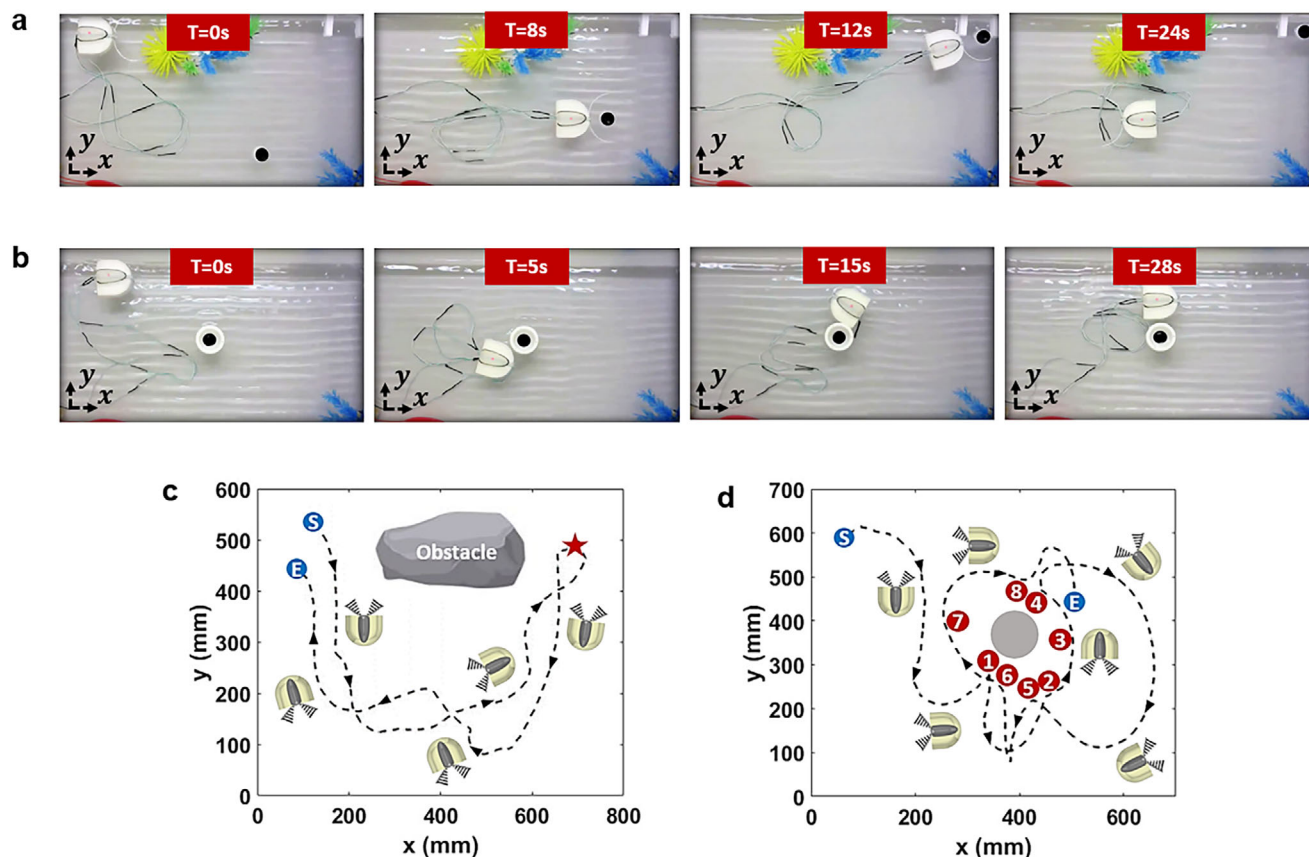 a
T=0s
T=8s
T=12s
T=24s
y
x
y
x
y
x
y
x
b
T=0s
T=5s
T=15s
T=28s
y
x
y
x
y
x
y
x
c
600
500
400
300
200
100
0
0
200
400
600
800
y (mm)
x (mm)
S
E
Obstacle
d
700
600
500
400
300
200
100
0
0
200
400
600
y (mm)
x (mm)
S
8
4
E
7
3
1
6
5
2